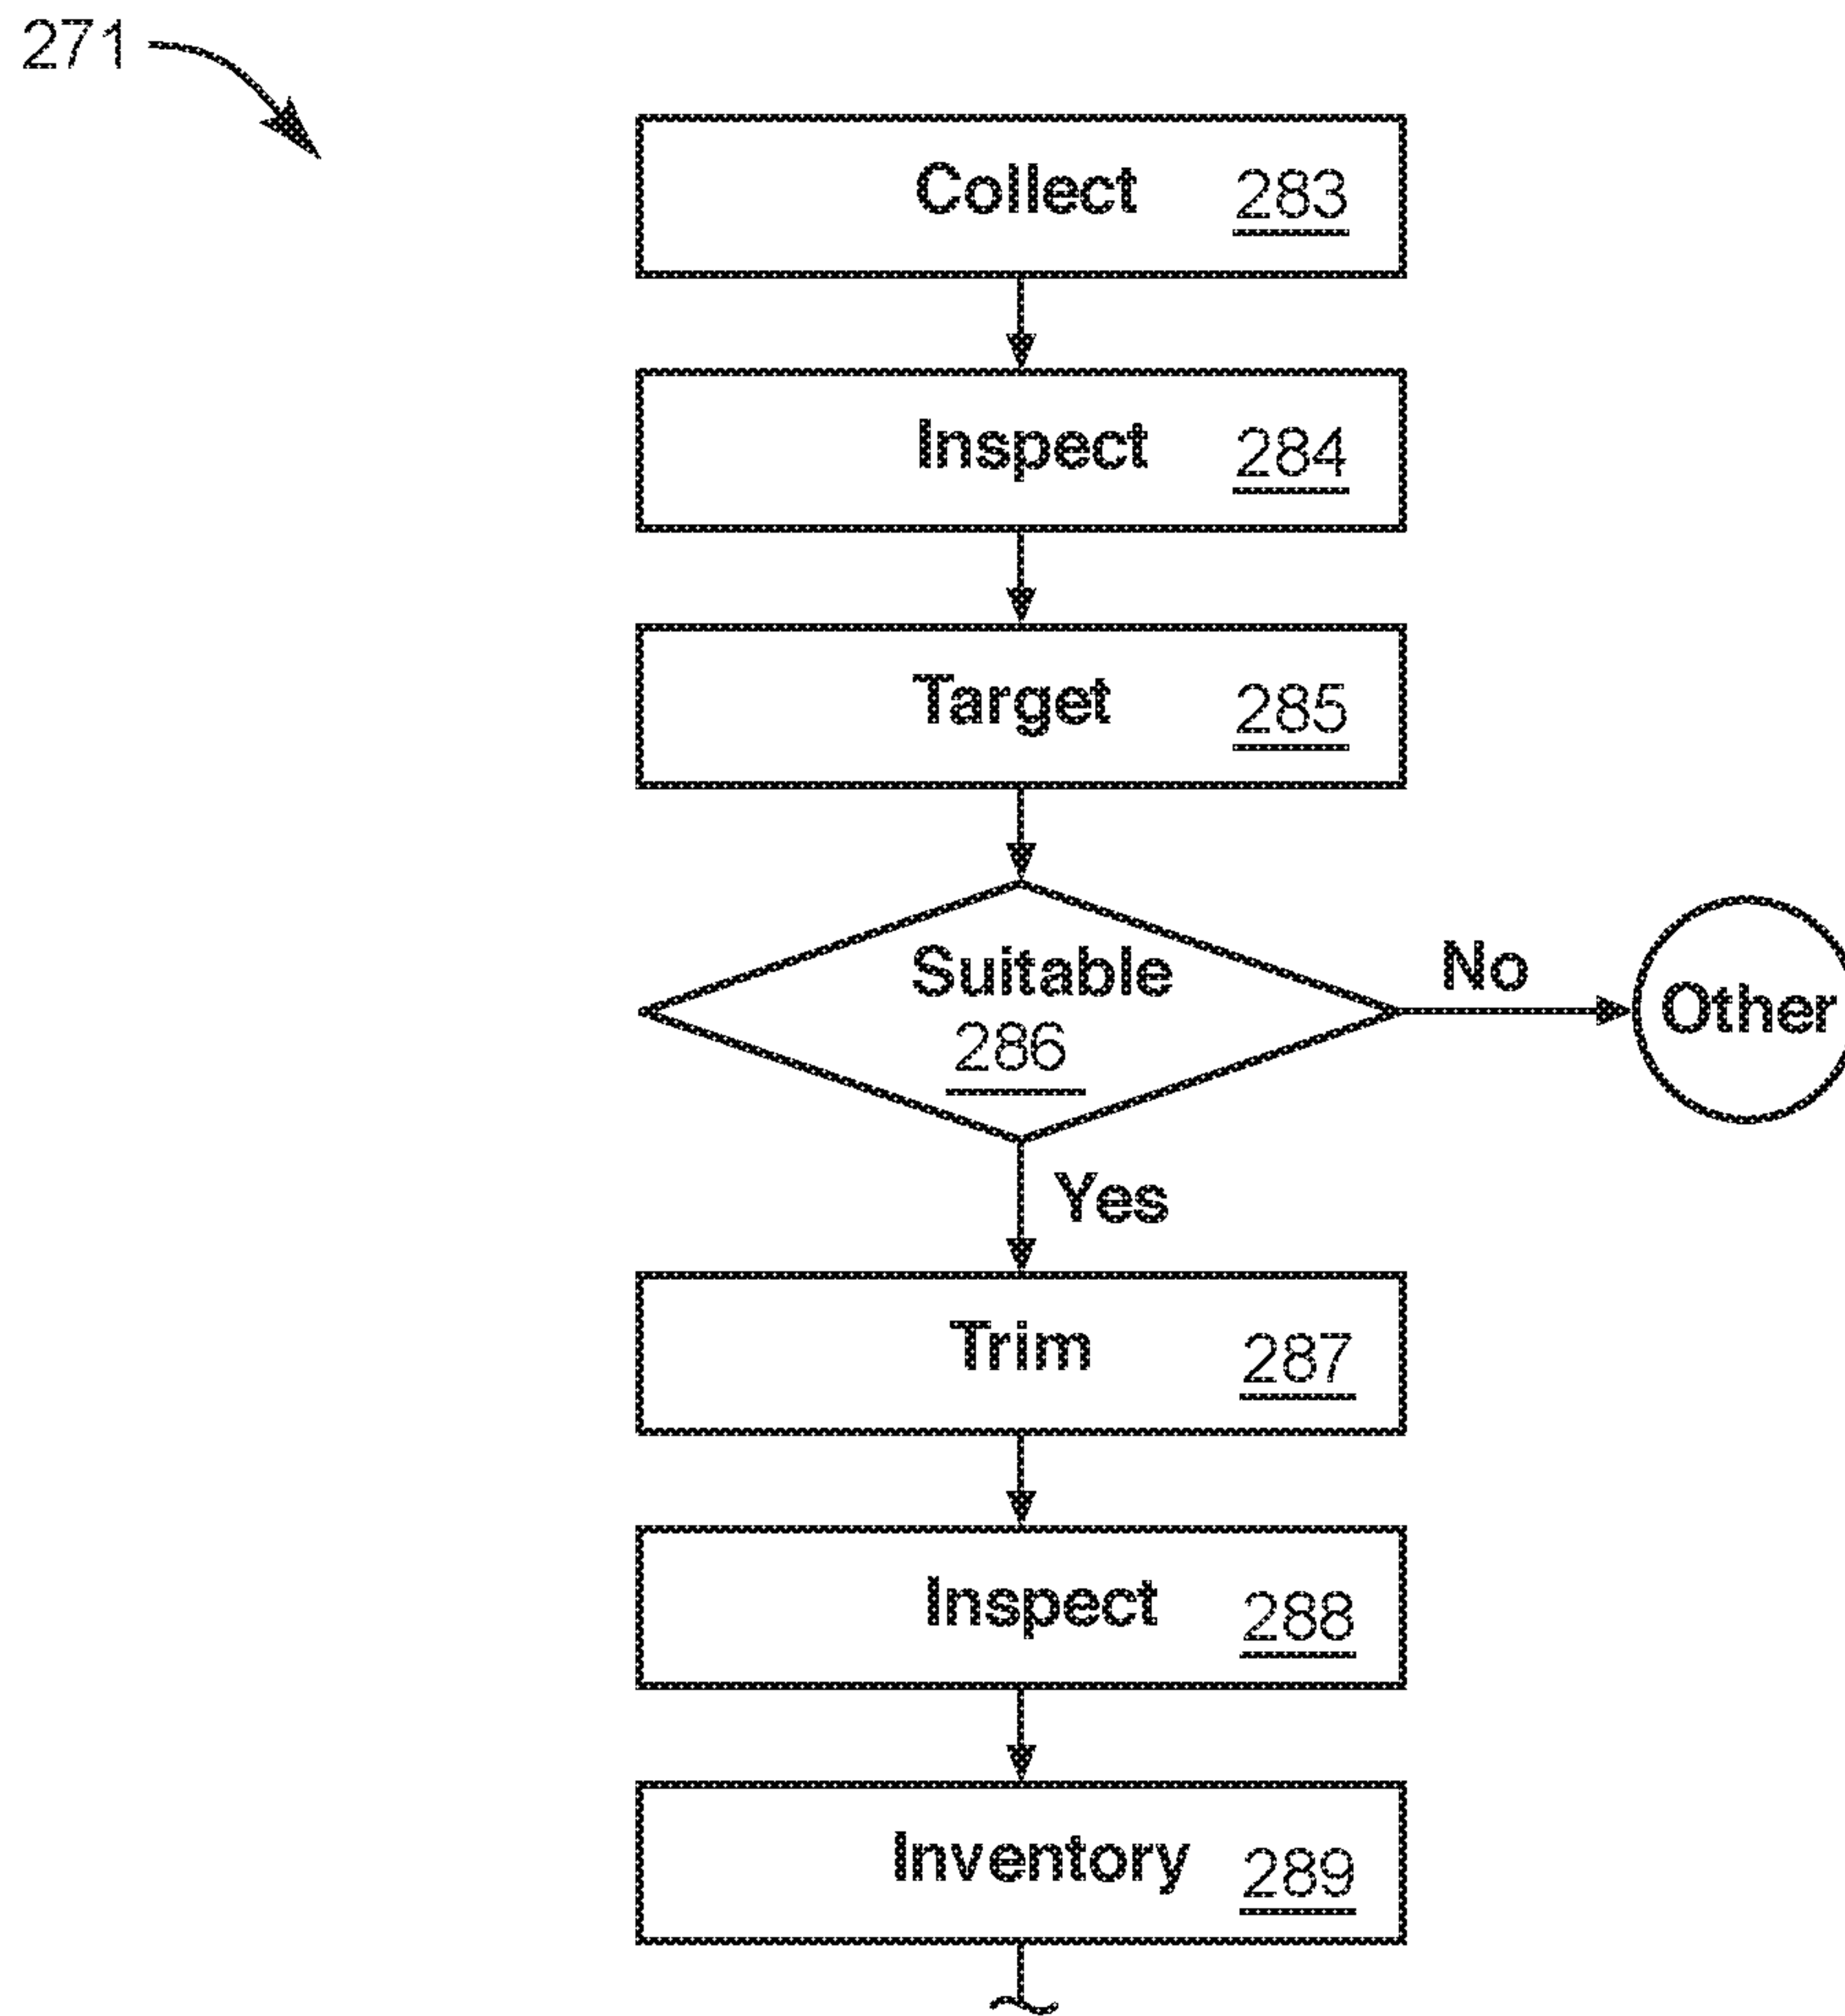 271
Collect 283
Inspect 284
Target 285
Suitable
286
No
Other
Yes
Trim 287
Inspect 288
Inventory 289